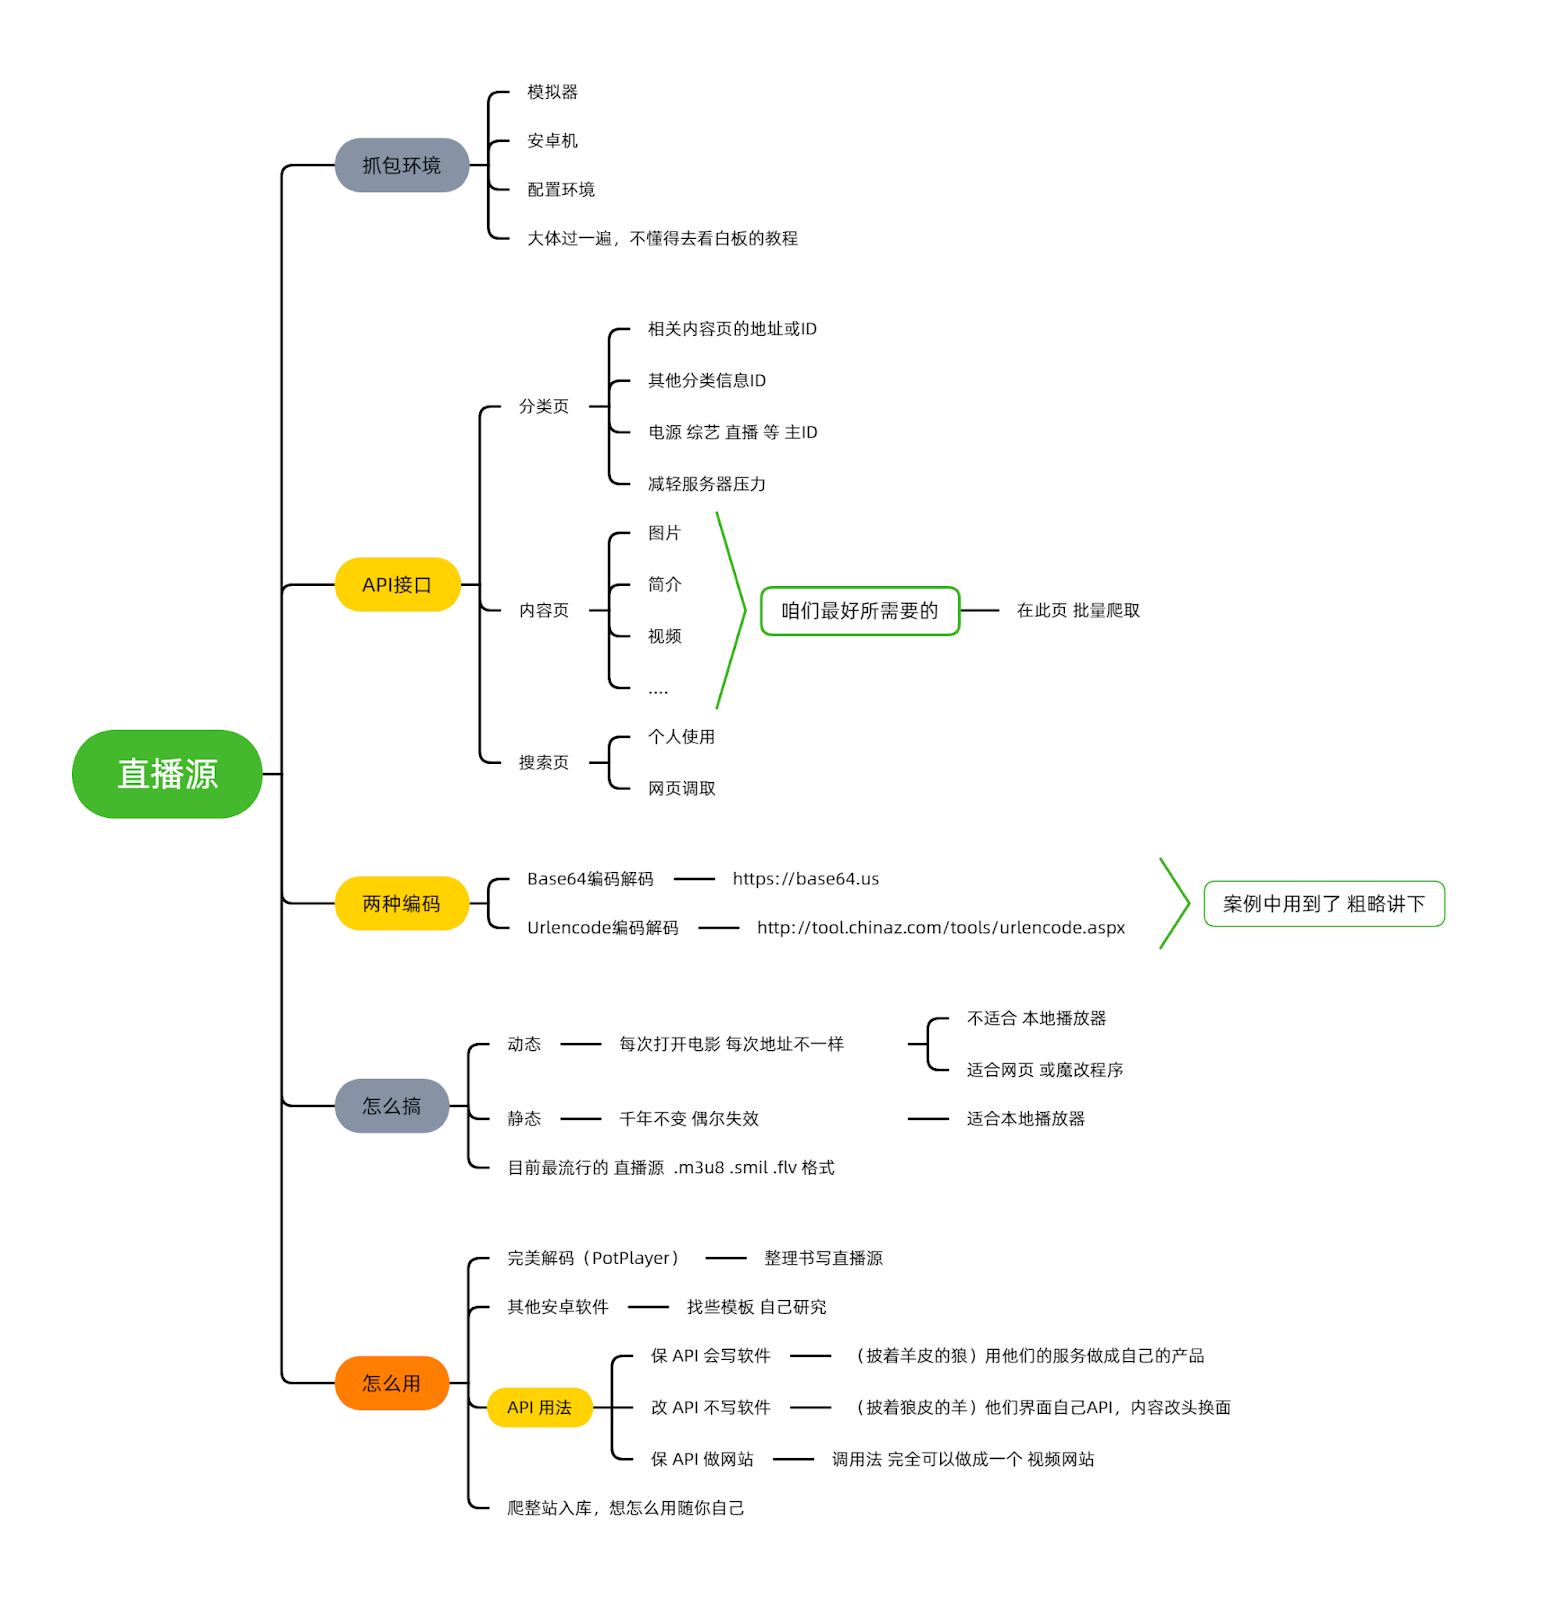 直播源
抓包环境
模拟器
安卓机
配置环境
大体过一遍，不懂得去看白板的教程
API接口
分类页
相关内容页的地址或ID
其他分类信息ID
电源 综艺 直播 等 主ID
减轻服务器压力
内容页
图片
简介
视频
....
咱们最好所需要的
在此页 批量爬取
搜索页
个人使用
网页调取
两种编码
Base64编码解码
https://base64.us
Urlencode编码解码
http://tool.chinaz.com/tools/urlencode.aspx
案例中用到了 粗略讲下
怎么搞
动态
每次打开电影 每次地址不一样
不适合 本地播放器
适合网页 或魔改程序
静态
千年不变 偶尔失效
适合本地播放器
目前最流行的 直播源 .m3u8 .smil .flv 格式
怎么用
完美解码（PotPlayer）
整理书写直播源
其他安卓软件
找些模板 自己研究
API 用法
保 API 会写软件
（披着羊皮的狼）用他们的服务做成自己的产品
改 API 不写软件
（披着狼皮的羊）他们界面自己API，内容改头换面
保 API 做网站
调用法 完全可以做成一个 视频网站
爬整站入库，想怎么用随你自己